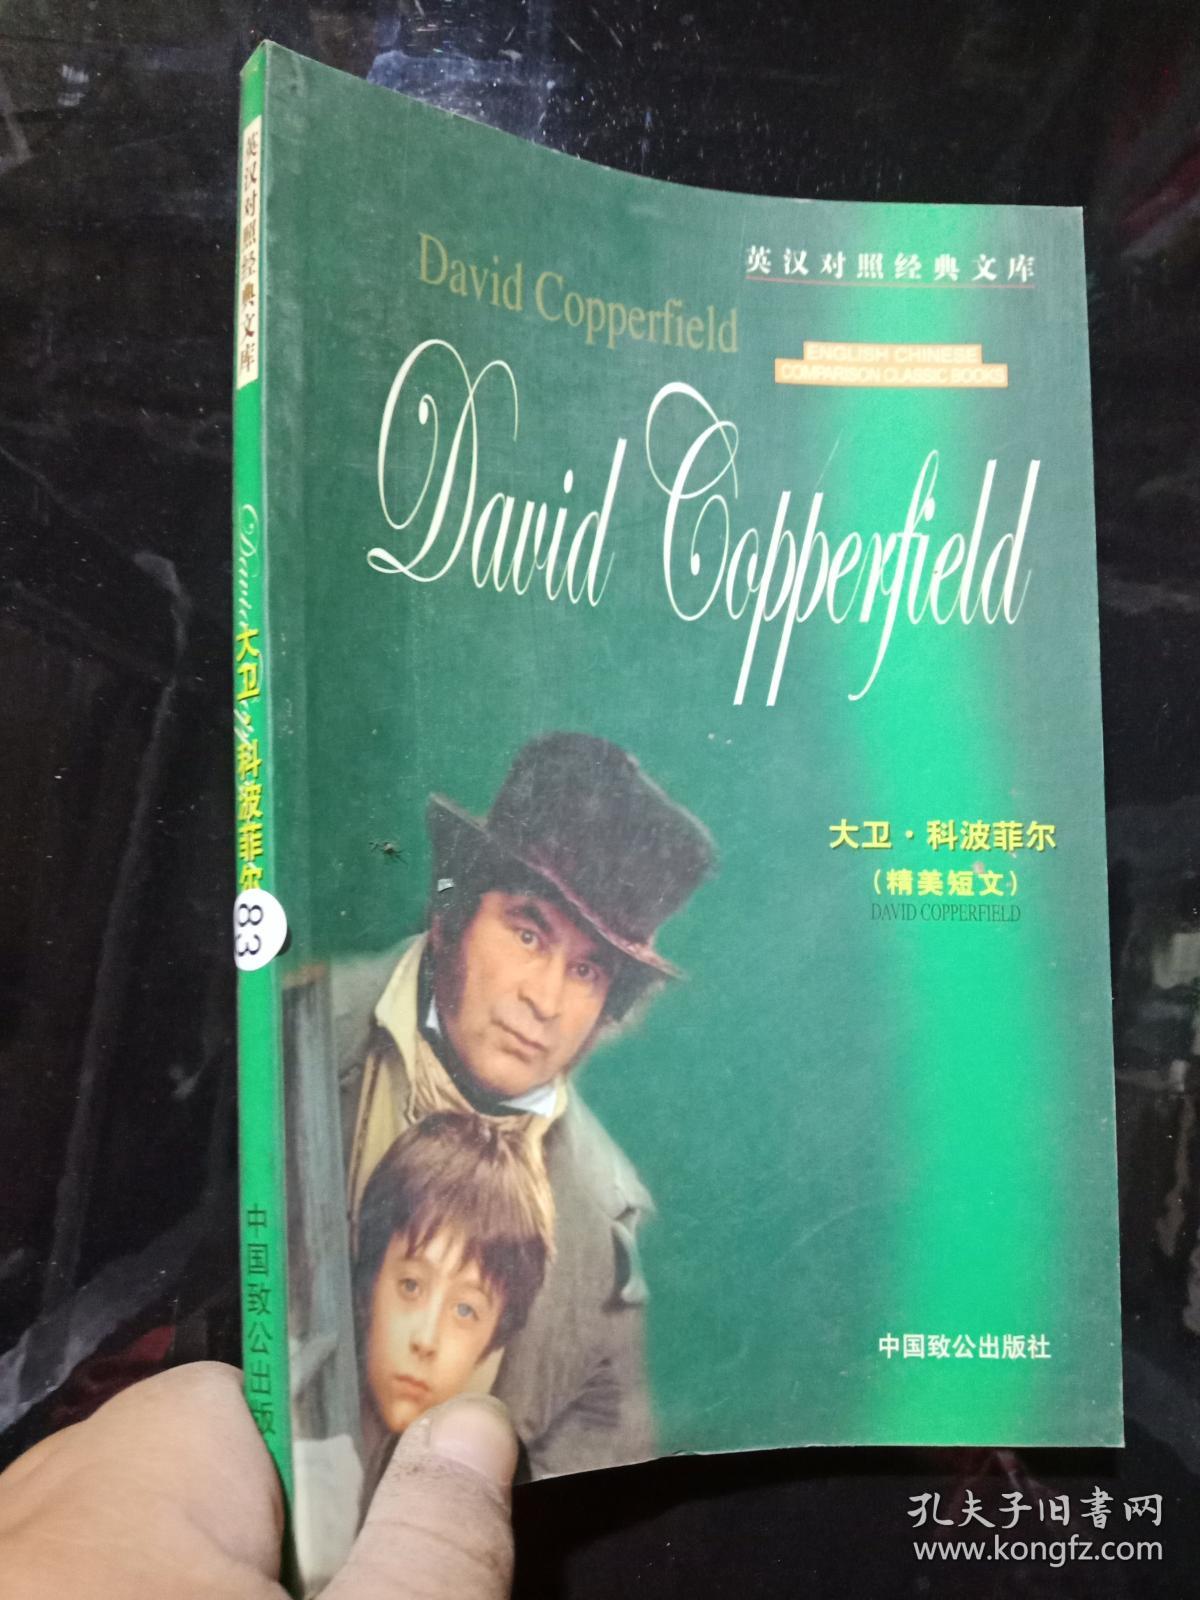 英汉对照经典文库
David Copperfield
ENGLISH CHINESE
COMPARISON CLASSIC BOOKS
David Copperfield
大卫·科波菲尔
(精美短文)
DAVID COPPERFIELD
中国致公出版社
英汉对照经典文库
大卫·科波菲尔
83
中国致公出版
孔夫子旧书网
www.kongfz.com